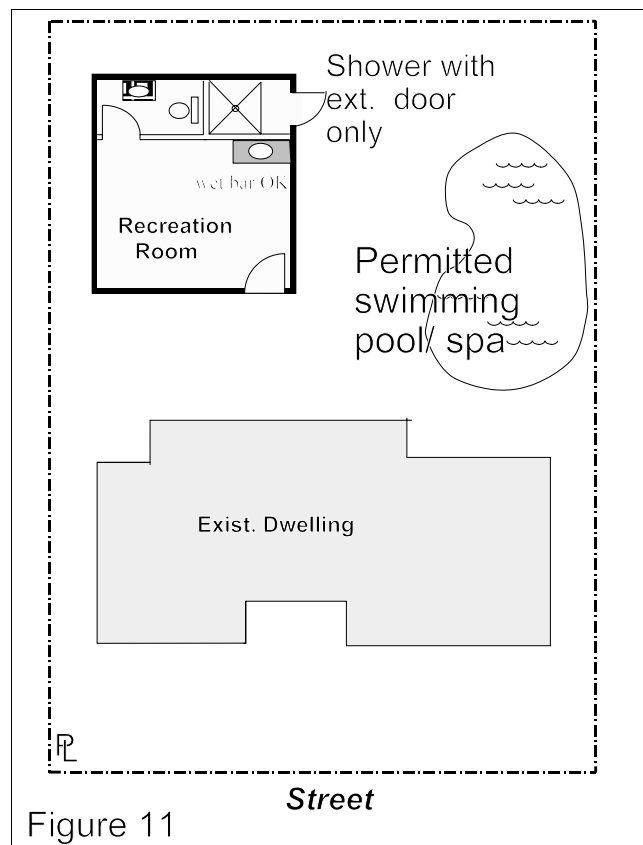 Shower with
ext. door
only
wet bar OK
Recreation
Room
Permitted
swimming
pool/ spa
Exist. Dwelling
PL
Street
Figure 11